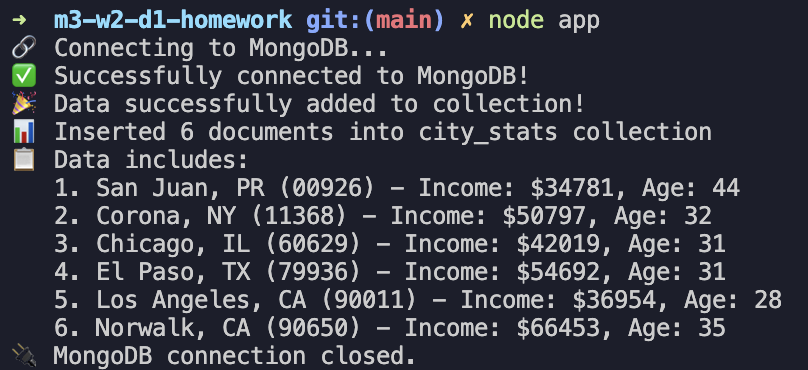 ➜ m3-w2-d1-homework git:(main) ✗ node app
🔗 Connecting to MongoDB...
✅ Successfully connected to MongoDB!
🎉 Data successfully added to collection!
📊 Inserted 6 documents into city_stats collection
📋 Data includes:
1. San Juan, PR (00926) – Income: $34781, Age: 44
2. Corona, NY (11368) – Income: $50797, Age: 32
3. Chicago, IL (60629) – Income: $42019, Age: 31
4. El Paso, TX (79936) – Income: $54692, Age: 31
5. Los Angeles, CA (90011) – Income: $36954, Age: 28
6. Norwalk, CA (90650) – Income: $66453, Age: 35
🔌 MongoDB connection closed.